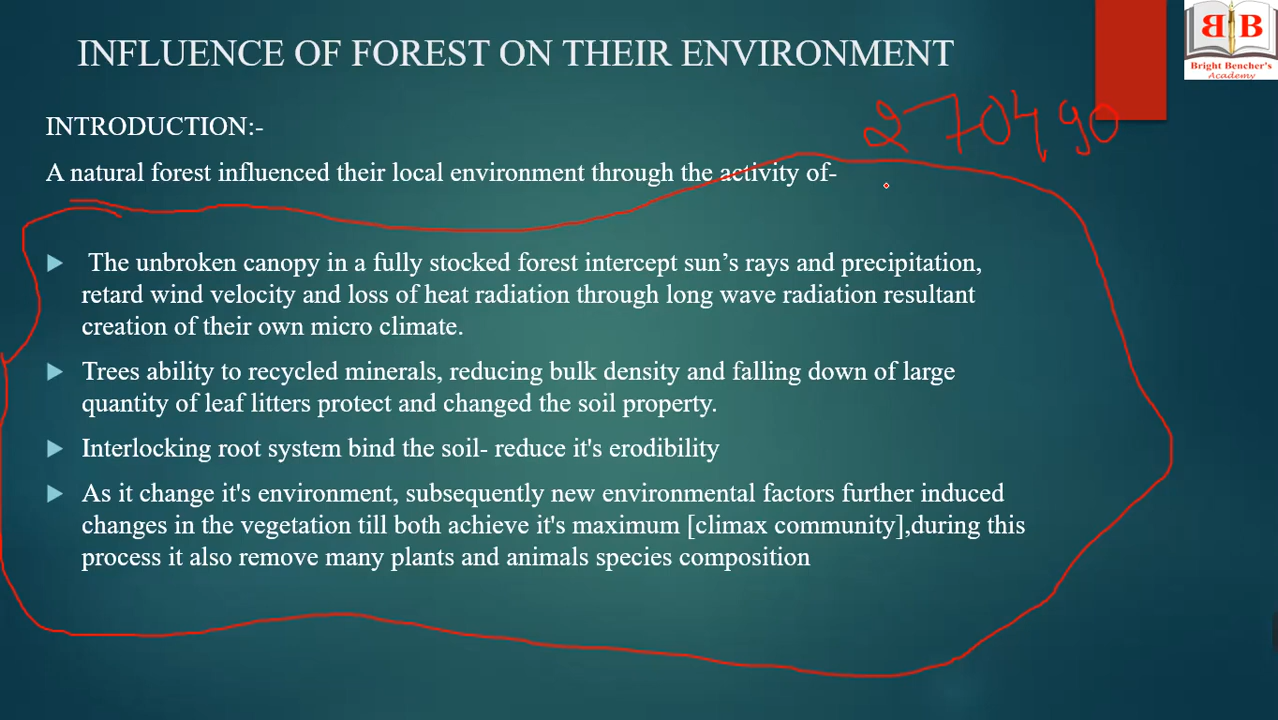 INFLUENCE OF FOREST ON THEIR ENVIRONMENT
B B
Bright Bencher's
Academy
INTRODUCTION:-
A natural forest influenced their local environment through the activity of-
The unbroken canopy in a fully stocked forest intercept sun's rays and precipitation,
retard wind velocity and loss of heat radiation through long wave radiation resultant
creation of their own micro climate.
Trees ability to recycled minerals, reducing bulk density and falling down of large
quantity of leaf litters protect and changed the soil property.
Interlocking root system bind the soil- reduce it's erodibility
As it change it's environment, subsequently new environmental factors further induced
changes in the vegetation till both achieve it's maximum [climax community],during this
process it also remove many plants and animals species composition